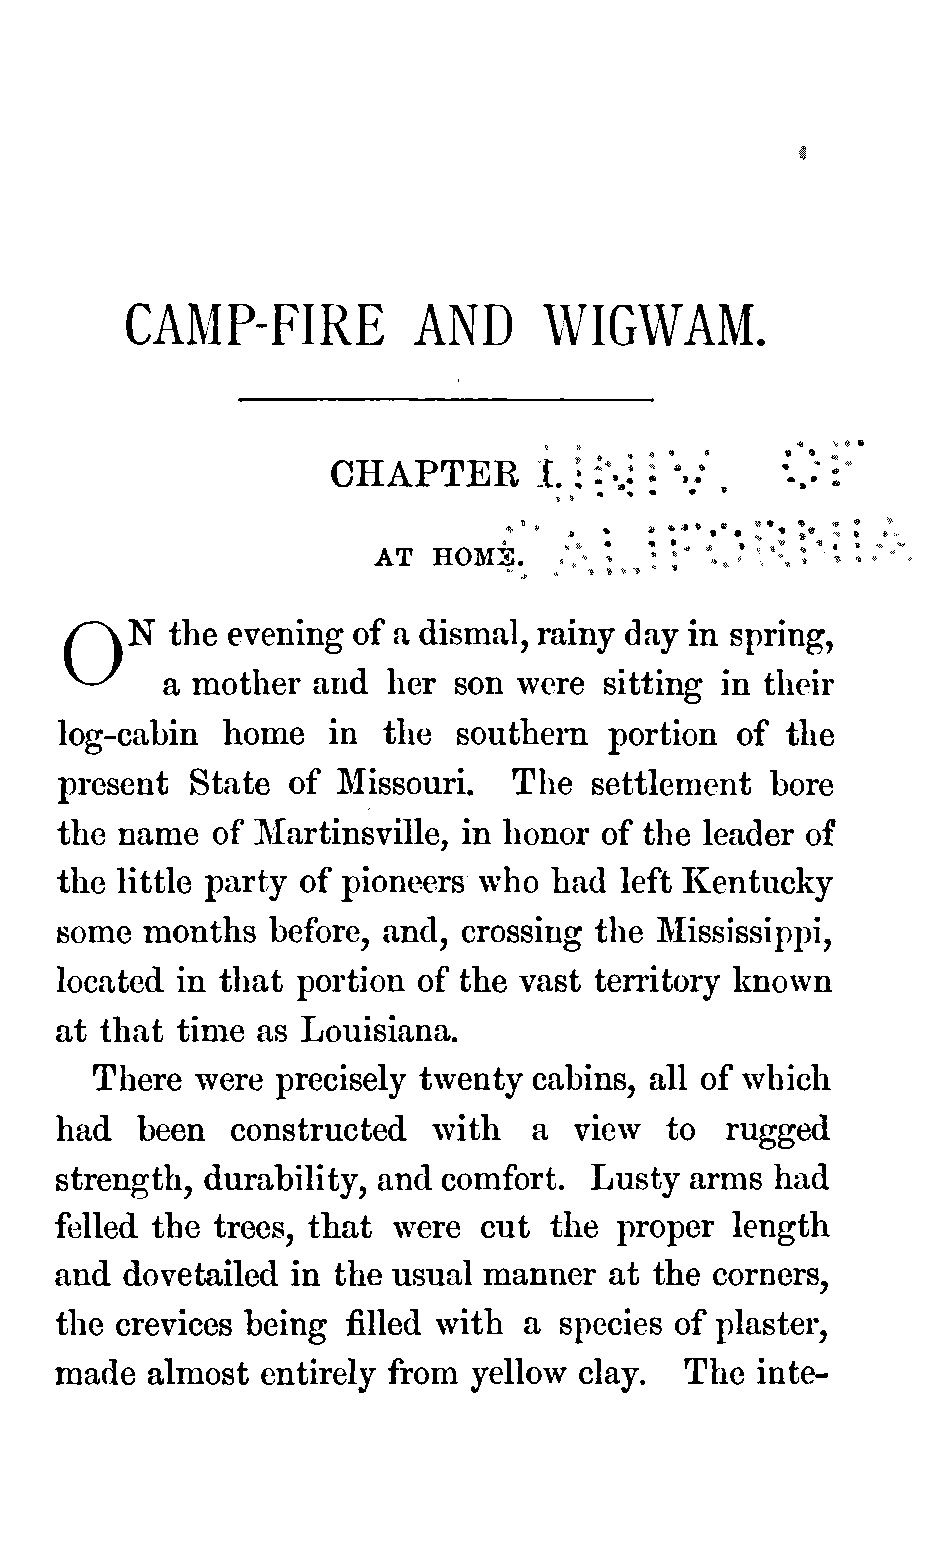 CAMP-FIRE AND WIGWAM.
CHAPTER I.
UNIV. OF
CALIFORNIA
AT HOME.
ON the evening of a dismal, rainy day in spring,
a mother and her son were sitting in their
log-cabin home in the southern portion of the
present State of Missouri. The settlement bore
the name of Martinsville, in honor of the leader of
the little party of pioneers who had left Kentucky
some months before, and, crossing the Mississippi,
located in that portion of the vast territory known
at that time as Louisiana.
There were precisely twenty cabins, all of which
had been constructed with a view to rugged
strength, durability, and comfort. Lusty arms had
felled the trees, that were cut the proper length
and dovetailed in the usual manner at the corners,
the crevices being filled with a species of plaster,
made almost entirely from yellow clay. The inte-